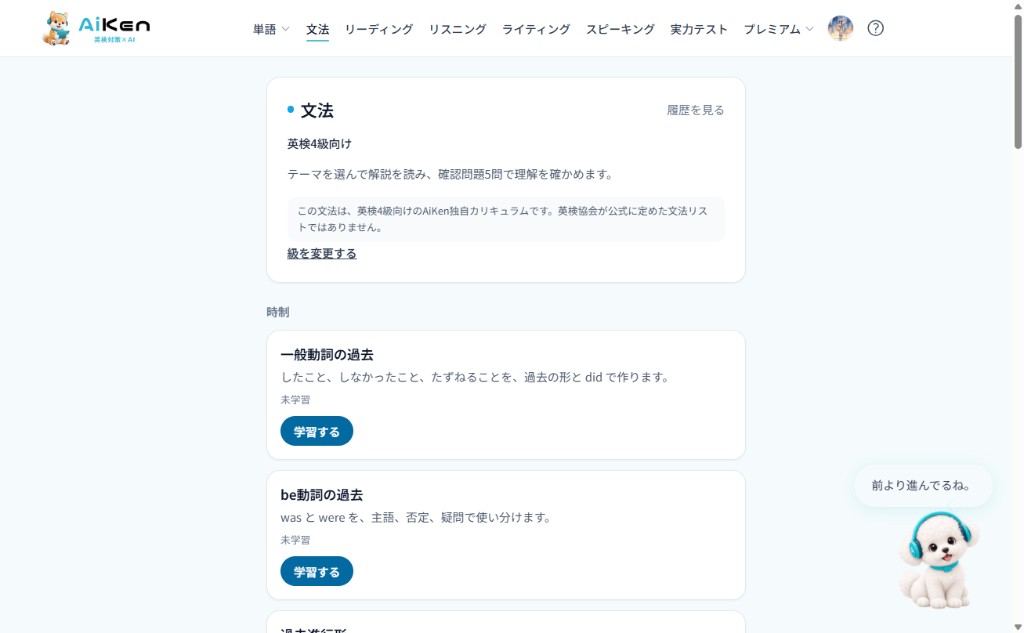 AiKen
英検対策×AI
単語
文法
リーディング
リスニング
ライティング
スピーキング
実力テスト
プレミアム
?
文法
履歴を見る
英検4級向け
テーマを選んで解説を読み、確認問題5問で理解を確かめます。
この文法は、英検4級向けのAiKen独自カリキュラムです。英検協会が公式に定めた文法リス
トではありません。
級を変更する
時制
一般動詞の過去
したこと、しなかったこと、たずねることを、過去の形と did で作ります。
未学習
学習する
be動詞の過去
was と were を、主語、否定、疑問で使い分けます。
未学習
学習する
前より進んでるね。
過去進行形